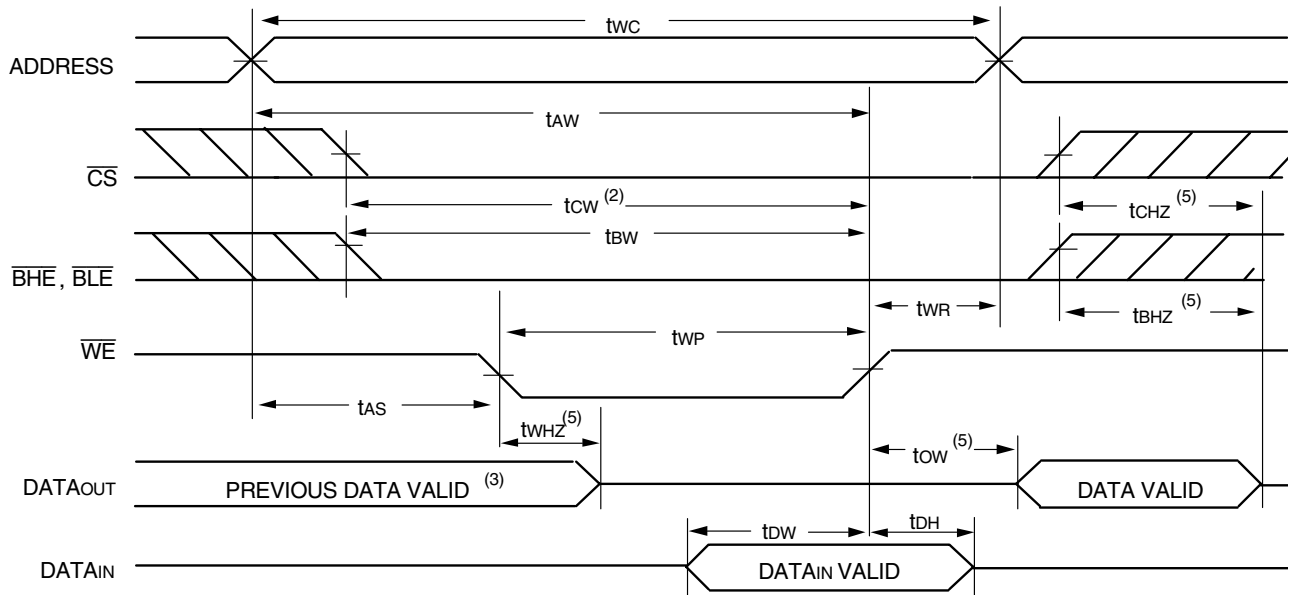 tWC
ADDRESS
tAW
CS
tCW (2)
tCHZ (5)
tBW
BHE, BLE
tWR
tBHZ (5)
tWP
WE
tAS
tWHZ (5)
tOW (5)
DATAOUT
PREVIOUS DATA VALID (3)
DATA VALID
tDW
tDH
DATAIN
DATAIN VALID